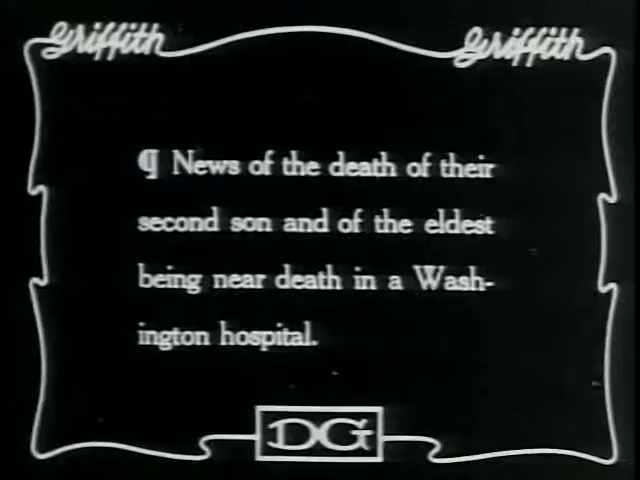 Griffith Griffith
¶ News of the death of their
second son and of the eldest
being near death in a Wash-
ington hospital.
DG